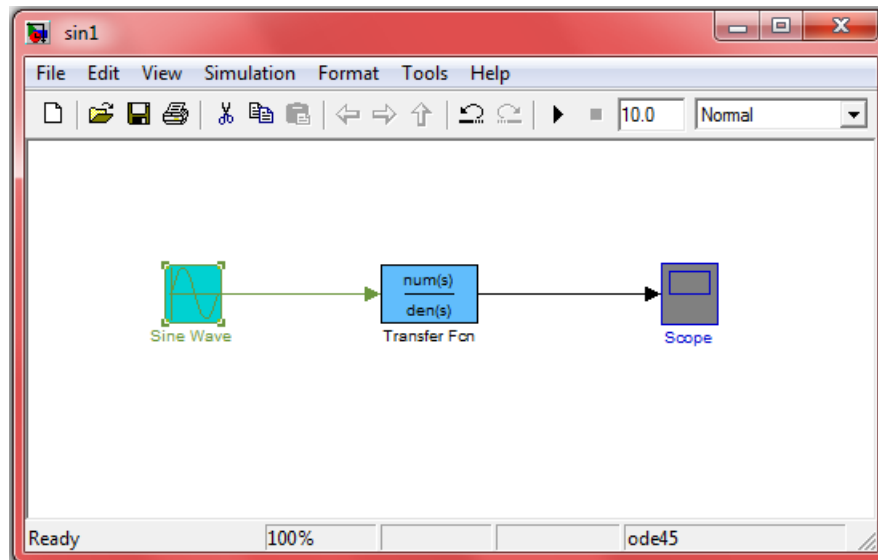 sin1
File Edit View Simulation Format Tools Help
10.0 Normal
num(s)
den(s)
Sine Wave Transfer Fcn Scope
Ready 100% ode45